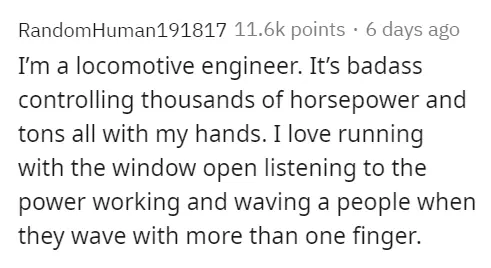 RandomHuman191817 11.6k points · 6 days ago
I'm a locomotive engineer. It's badass
controlling thousands of horsepower and
tons all with my hands. I love running
with the window open listening to the
power working and waving a people when
they wave with more than one finger.